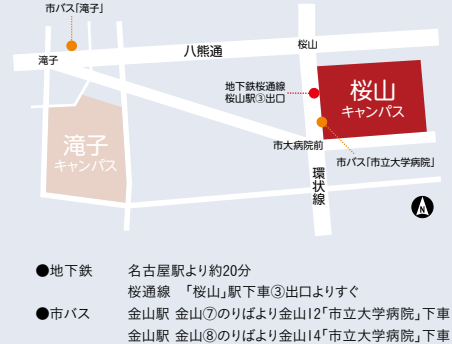 市バス「滝子」
八熊通
桜山
滝子
地下鉄桜通線
桜山駅③出口
桜山
キャンパス
滝子
キャンパス
市大病院前
市バス「市立大学病院」
環状線
N
●地下鉄 名古屋駅より約20分
桜通線 「桜山」駅下車③出口よりすぐ
●市バス 金山駅 金山⑦のりばより金山12「市立大学病院」下車
金山駅 金山⑧のりばより金山14「市立大学病院」下車